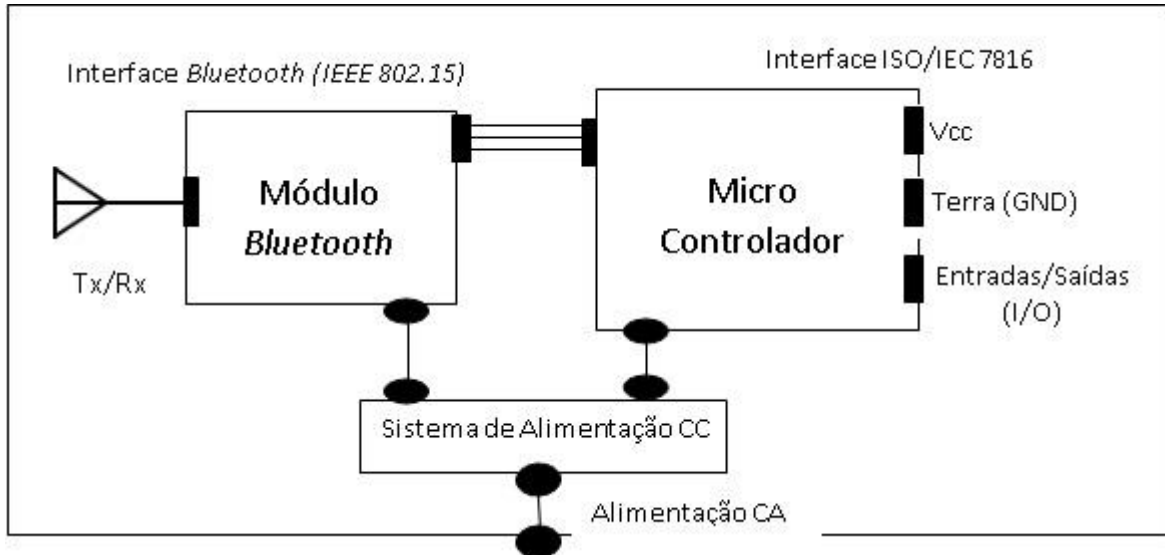 Interface Bluetooth (IEEE 802.15)
Interface ISO/IEC 7816
Tx/Rx
Módulo
Bluetooth
Micro
Controlador
Vcc
Terra (GND)
Entradas/Saídas
(I/O)
Sistema de Alimentação CC
Alimentação CA